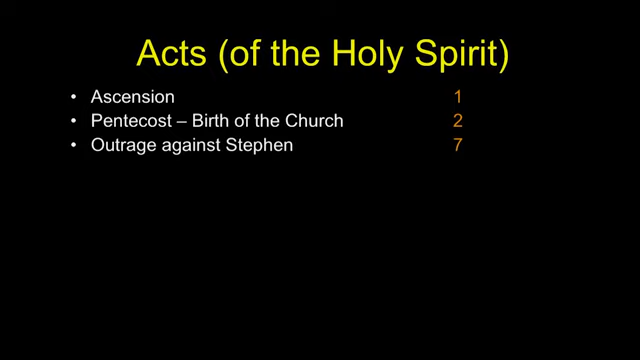 Acts (of the Holy Spirit)
• Ascension 1
• Pentecost – Birth of the Church 2
• Outrage against Stephen 7